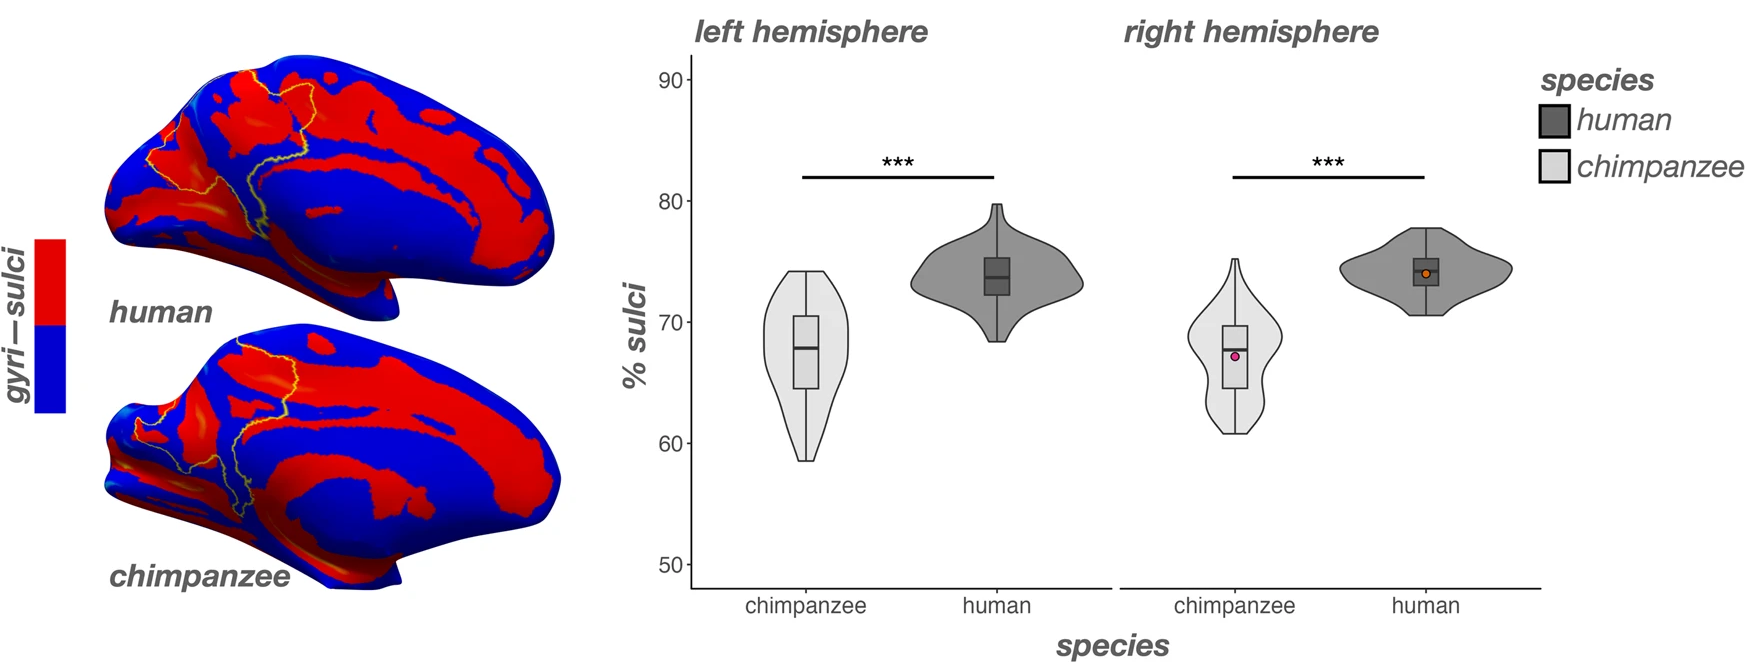 gyri—sulci
human
chimpanzee
left hemisphere
right hemisphere
% sulci
90
80
70
60
50
***
***
chimpanzee
human
chimpanzee
human
species
species
human
chimpanzee